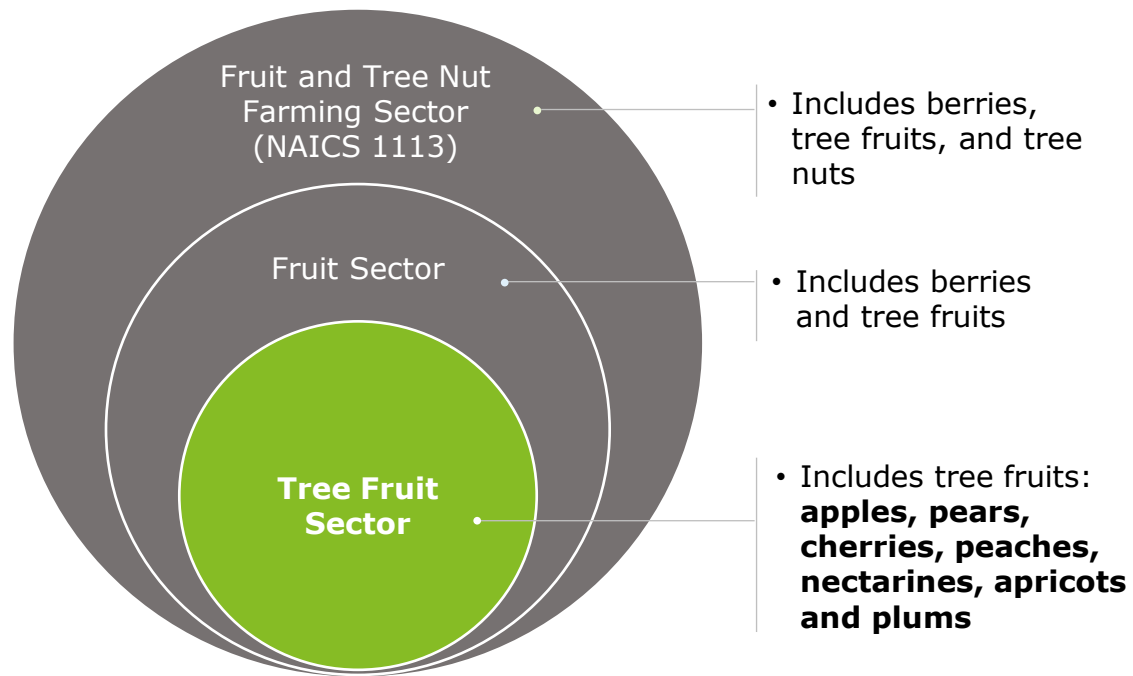 Fruit and Tree Nut
Farming Sector
(NAICS 1113)
• Includes berries,
tree fruits, and tree
nuts
Fruit Sector
• Includes berries
and tree fruits
Tree Fruit
Sector
• Includes tree fruits:
apples, pears,
cherries, peaches,
nectarines, apricots
and plums